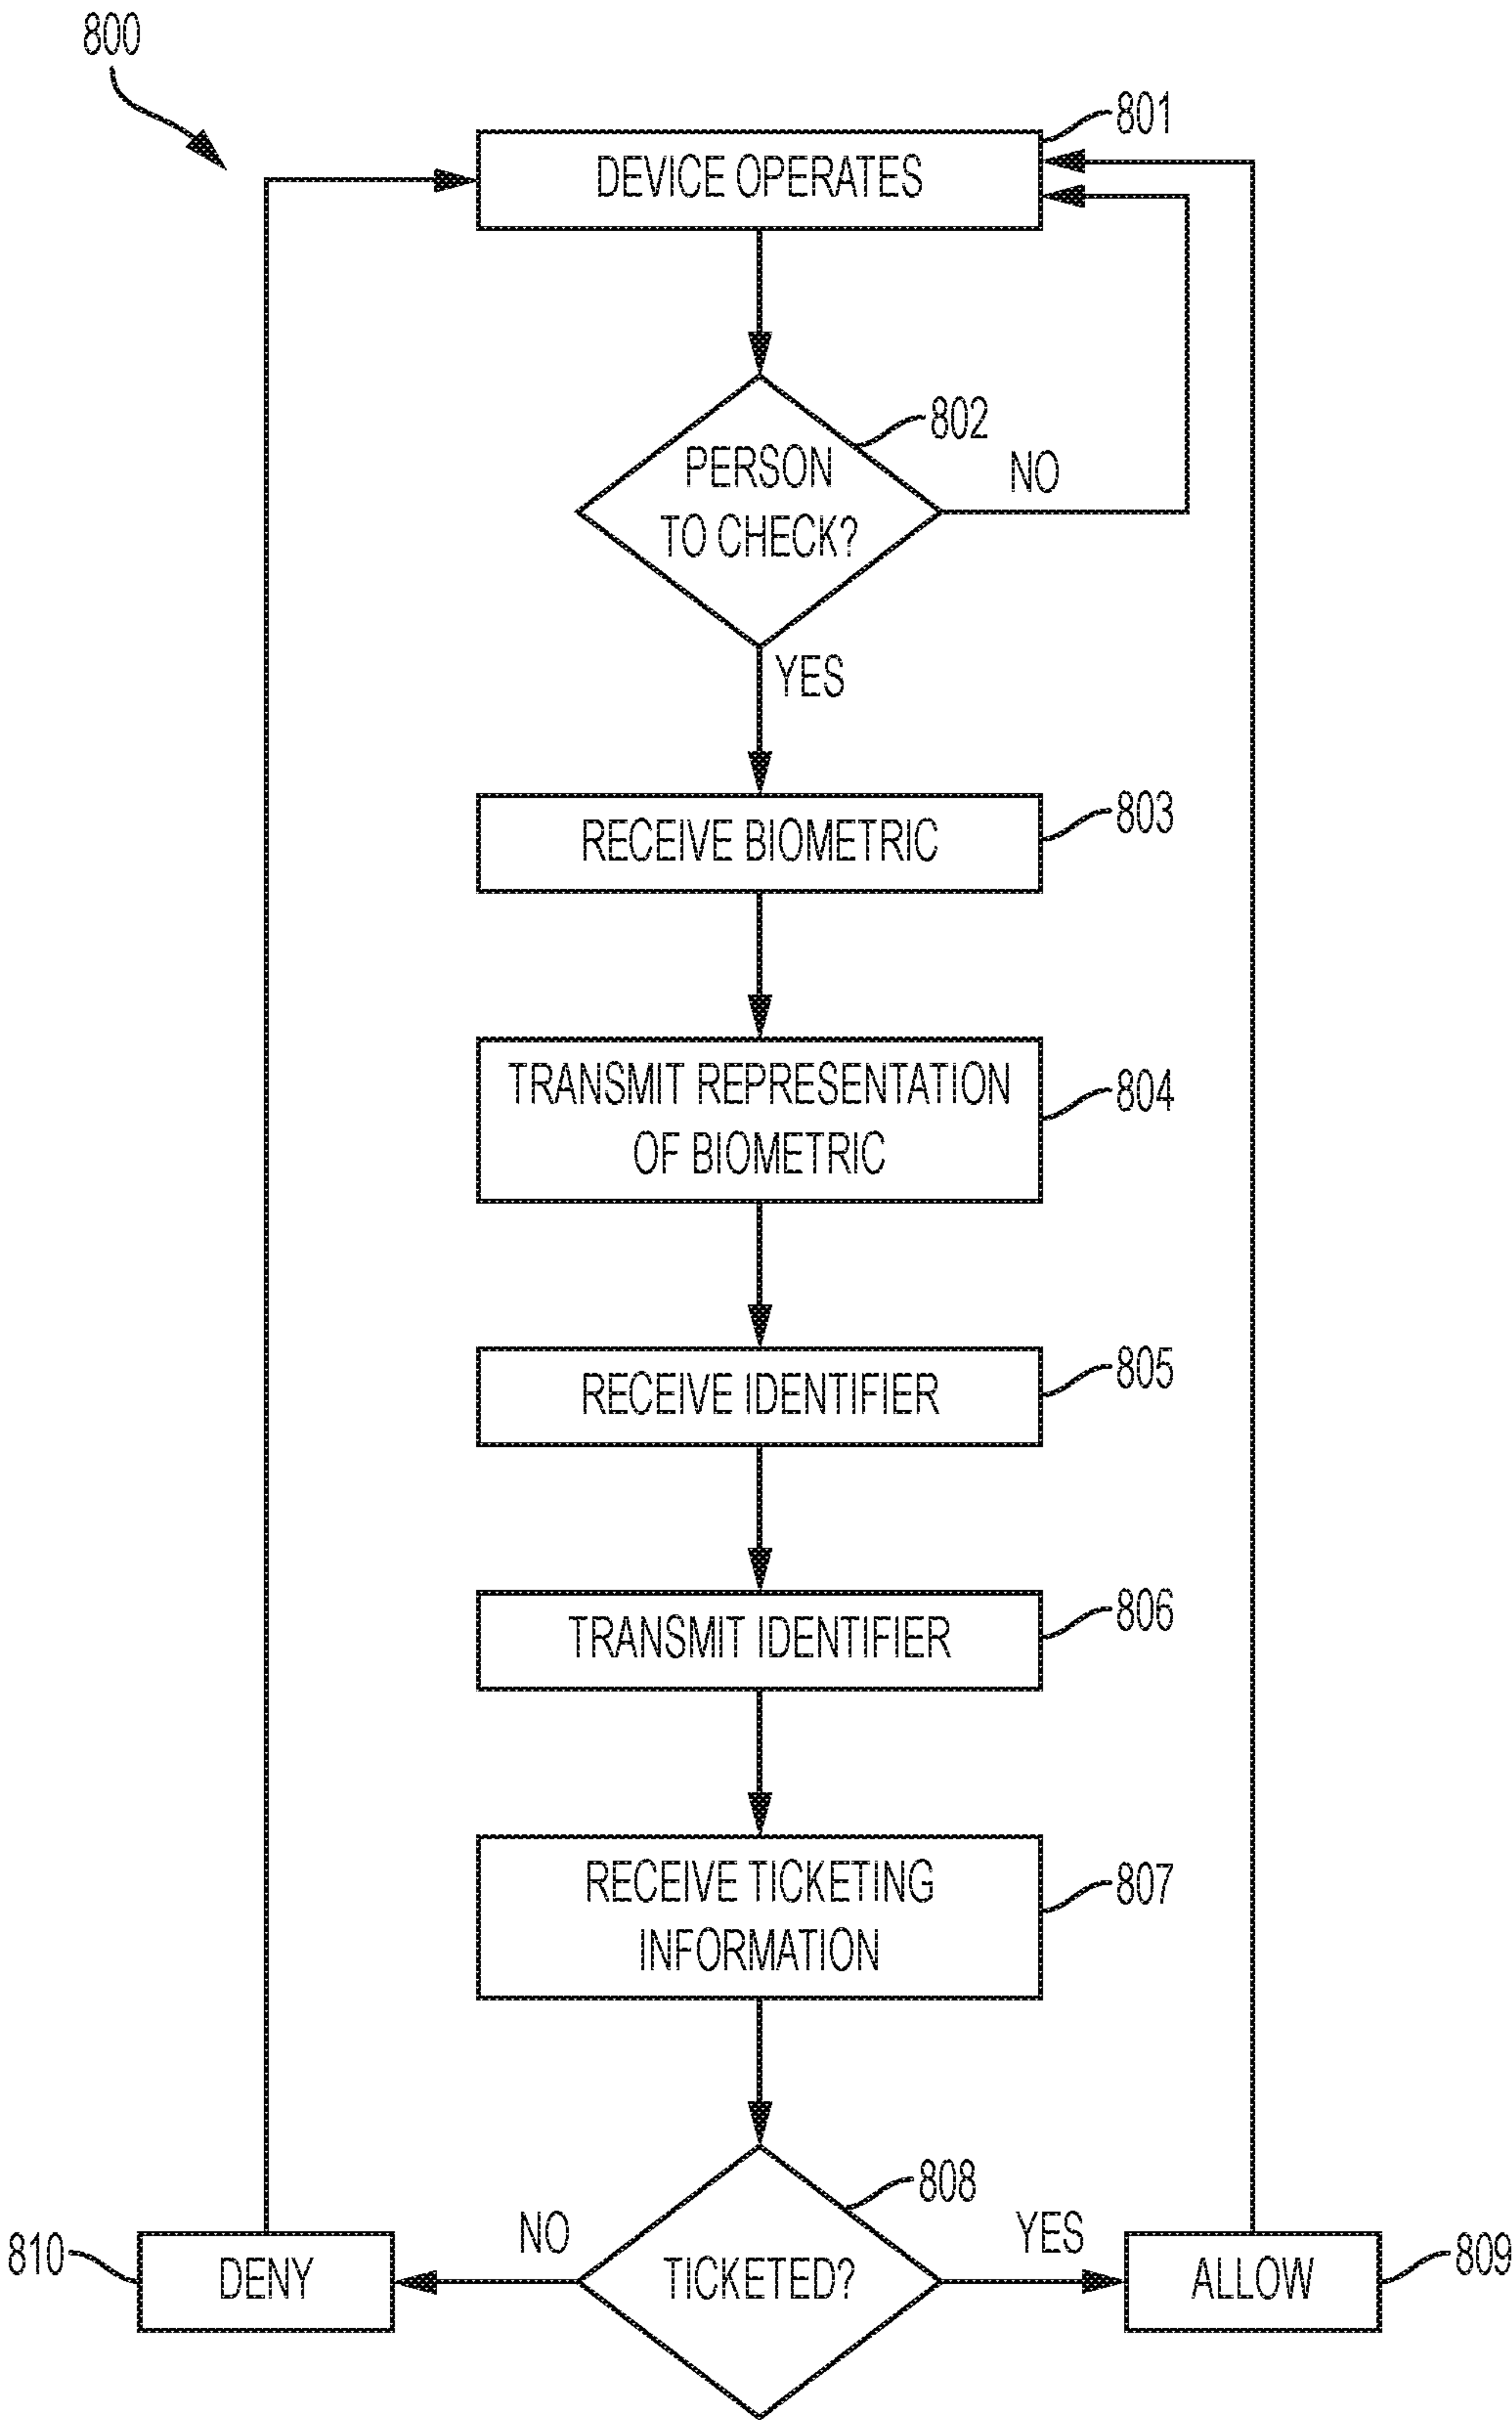 800
801
DEVICE OPERATES
802
PERSON
TO CHECK?
NO
YES
RECEIVE BIOMETRIC
803
TRANSMIT REPRESENTATION
OF BIOMETRIC
804
RECEIVE IDENTIFIER
805
TRANSMIT IDENTIFIER
806
RECEIVE TICKETING
INFORMATION
807
808
TICKETED?
NO
YES
810
DENY
ALLOW
809